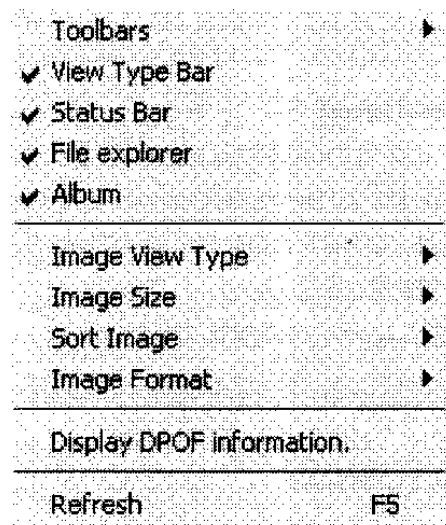 Toolbars
View Type Bar
Status Bar
File explorer
Album
Image View Type
Image Size
Sort Image
Image Format
Display DPOF information.
Refresh F5